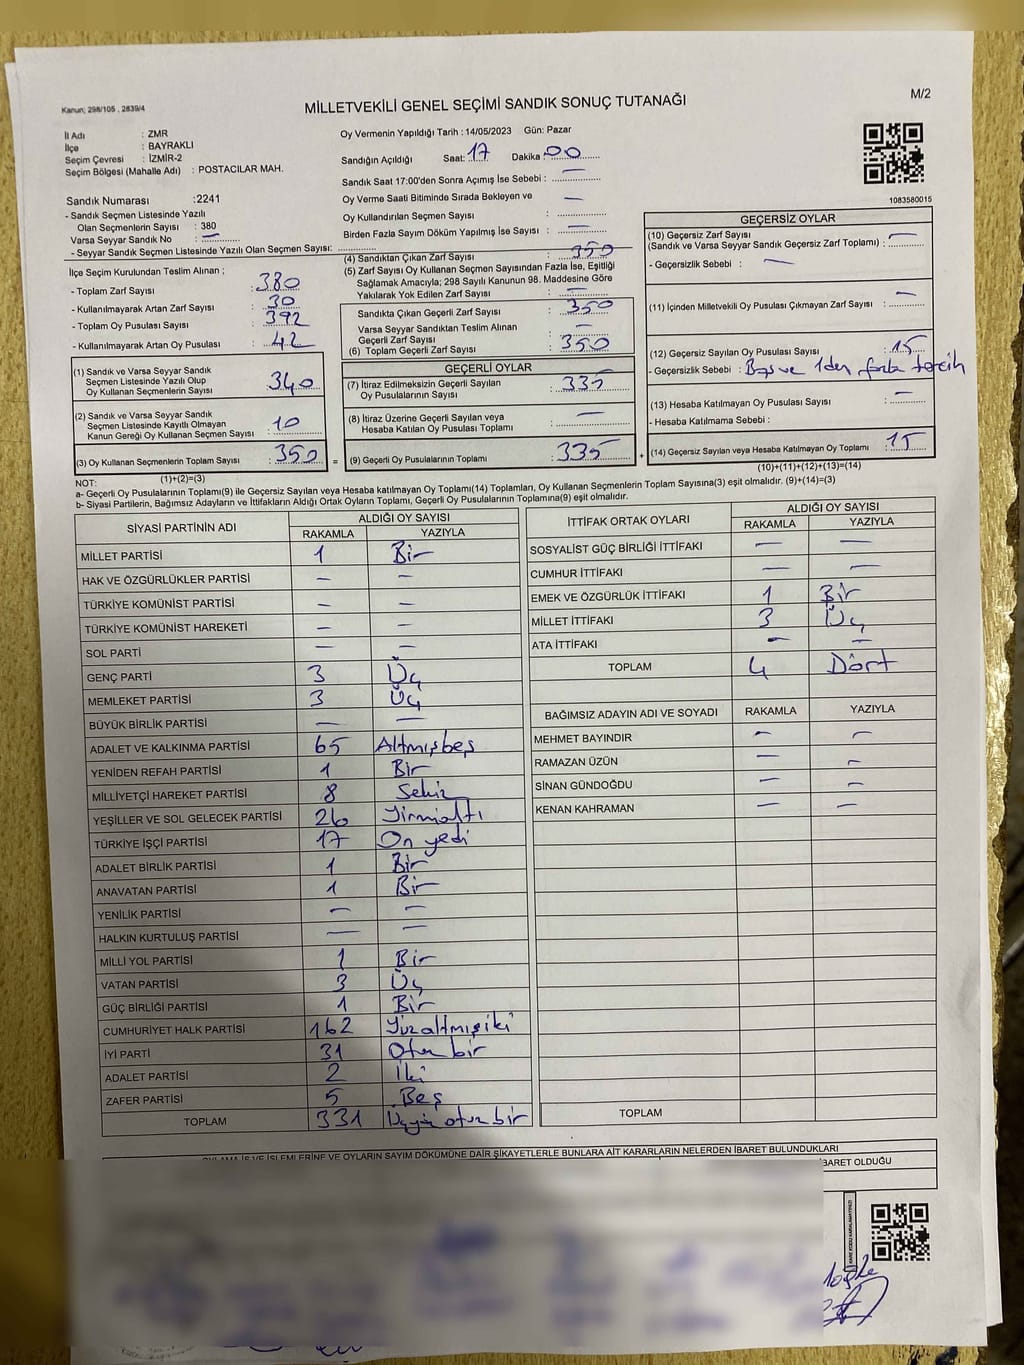 Kanun; 298/105 , 2839/4
MİLLETVEKİLİ GENEL SEÇİMİ SANDIK SONUÇ TUTANAĞI
M/2
İl Adı : ZMR
İlçe : BAYRAKLI
Seçim Çevresi : İZMİR-2
Seçim Bölgesi (Mahalle Adı) : POSTACILAR MAH.
Oy Vermenin Yapıldığı Tarih : 14/05/2023 Gün: Pazar
Sandığın Açıldığı Saat: 17 Dakika : 00
Sandık Saat 17:00'den Sonra Açımış İse Sebebi : —
Oy Verme Saati Bitiminde Sırada Bekleyen ve
Oy Kullandırılan Seçmen Sayısı : —
Birden Fazla Sayım Döküm Yapılmış İse Sayısı : —
1083580015
Sandık Numarası :2241
- Sandık Seçmen Listesinde Yazılı
Olan Seçmenlerin Sayısı : 380
Varsa Seyyar Sandık No : —
- Seyyar Sandık Seçmen Listesinde Yazılı Olan Seçmen Sayısı:
İlçe Seçim Kurulundan Teslim Alınan ;
- Toplam Zarf Sayısı : 380
- Kullanılmayarak Artan Zarf Sayısı : 30
- Toplam Oy Pusulası Sayısı : 392
- Kullanılmayarak Artan Oy Pusulası : 42
(1) Sandık ve Varsa Seyyar Sandık
Seçmen Listesinde Yazılı Olup
Oy Kullanan Seçmenlerin Sayısı : 340
(2) Sandık ve Varsa Seyyar Sandık
Seçmen Listesinde Kayıtlı Olmayan
Kanun Gereği Oy Kullanan Seçmen Sayısı : 10
(3) Oy Kullanan Seçmenlerin Toplam Sayısı : 350
(1)+(2)=(3)
(4) Sandıktan Çıkan Zarf Sayısı : 350
(5) Zarf Sayısı Oy Kullanan Seçmen Sayısından Fazla İse, Eşitliği
Sağlamak Amacıyla; 298 Sayılı Kanunun 98. Maddesine Göre
Yakılarak Yok Edilen Zarf Sayısı : —
Sandıkta Çıkan Geçerli Zarf Sayısı : 350
Varsa Seyyar Sandıktan Teslim Alınan
Geçerli Zarf Sayısı : —
(6) Toplam Geçerli Zarf Sayısı : 350
GEÇERLİ OYLAR
(7) İtiraz Edilmeksizin Geçerli Sayılan
Oy Pusulasının Sayısı : 335
(8) İtiraz Üzerine Geçerli Sayılan veya
Hesaba Katılan Oy Pusulası Toplamı : —
= (9) Geçerli Oy Pusulalarının Toplamı : 335 +
GEÇERSİZ OYLAR
(10) Geçersiz Zarf Sayısı
(Sandık ve Varsa Seyyar Sandık Geçersiz Zarf Toplamı) : —
- Geçersizlik Sebebi : —
(11) İçinden Milletvekili Oy Pusulası Çıkmayan Zarf Sayısı : —
(12) Geçersiz Sayılan Oy Pusulası Sayısı : 15
- Geçersizlik Sebebi : Boş ve 1den fazla tercih
(13) Hesaba Katılmayan Oy Pusulası Sayısı : —
- Hesaba Katılmama Sebebi :
(14) Geçersiz Sayılan veya Hesaba Katılmayan Oy Toplamı : 15
(10)+(11)+(12)+(13)=(14)
NOT:
a- Geçerli Oy Pusulalarının Toplamı(9) ile Geçersiz Sayılan veya Hesaba katılmayan Oy Toplamı(14) Toplamları, Oy Kullanan Seçmenlerin Toplam Sayısına(3) eşit olmalıdır. (9)+(14)=(3)
b- Siyasi Partilerin, Bağımsız Adayların ve İttifakların Aldığı Ortak Oyların Toplamı, Geçerli Oy Pusulalarının Toplamına(9) eşit olmalıdır.
SİYASİ PARTİNİN ADI ALDIĞI OY SAYISI
RAKAMLA YAZIYLA
MİLLET PARTİSİ 1 Bir
HAK VE ÖZGÜRLÜKLER PARTİSİ — —
TÜRKİYE KOMÜNİST PARTİSİ — —
TÜRKİYE KOMÜNİST HAREKETİ — —
SOL PARTİ — —
GENÇ PARTİ 3 Üç
MEMLEKET PARTİSİ 3 Üç
BÜYÜK BİRLİK PARTİSİ — —
ADALET VE KALKINMA PARTİSİ 65 Altmışbeş
YENİDEN REFAH PARTİSİ 1 Bir
MİLLİYETÇİ HAREKET PARTİSİ 8 Sekiz
YEŞİLLER VE SOL GELECEK PARTİSİ 26 Yirmialtı
TÜRKİYE İŞÇİ PARTİSİ 17 On yedi
ADALET BİRLİK PARTİSİ 1 Bir
ANAVATAN PARTİSİ 1 Bir
YENİLİK PARTİSİ — —
HALKIN KURTULUŞ PARTİSİ — —
MİLLİ YOL PARTİSİ 1 Bir
VATAN PARTİSİ 3 Üç
GÜÇ BİRLİĞİ PARTİSİ 1 Bir
CUMHURİYET HALK PARTİSİ 162 Yüzaltmışiki
İYİ PARTİ 31 Otuz bir
ADALET PARTİSİ 2 İki
ZAFER PARTİSİ 5 Beş
TOPLAM 331 Üçyüz otuz bir
İTTİFAK ORTAK OYLARI ALDIĞI OY SAYISI
RAKAMLA YAZIYLA
SOSYALİST GÜÇ BİRLİĞİ İTTİFAKI — —
CUMHUR İTTİFAKI — —
EMEK VE ÖZGÜRLÜK İTTİFAKI 1 Bir
MİLLET İTTİFAKI 3 Üç
ATA İTTİFAKI — —
TOPLAM 4 Dört
BAĞIMSIZ ADAYIN ADI VE SOYADI RAKAMLA YAZIYLA
MEHMET BAYINDIR — —
RAMAZAN ÜZÜN — —
SİNAN GÜNDOĞDU — —
KENAN KAHRAMAN — —
TOPLAM
OYLAMA İŞ VE İŞLEMLERİNE VE OYLARIN SAYIM DÖKÜMÜNE DAİR ŞİKAYETLERLE BUNLARA AİT KARARLARIN NELERDEN İBARET BULUNDUKLARI
BARET OLDUĞU